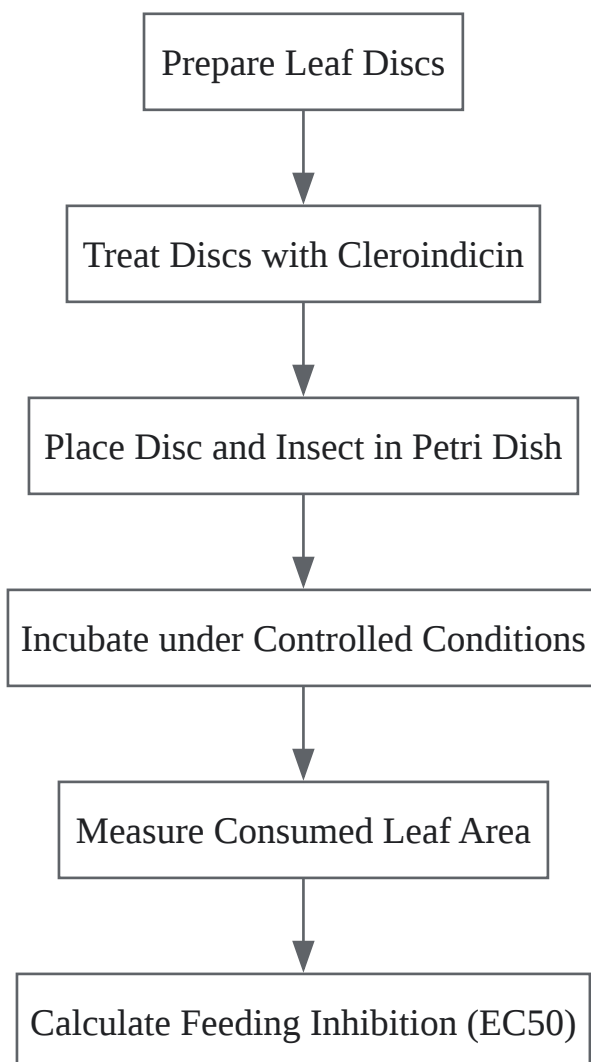 Prepare Leaf Discs
Treat Discs with Cleroindicin
Place Disc and Insect in Petri Dish
Incubate under Controlled Conditions
Measure Consumed Leaf Area
Calculate Feeding Inhibition (EC50)